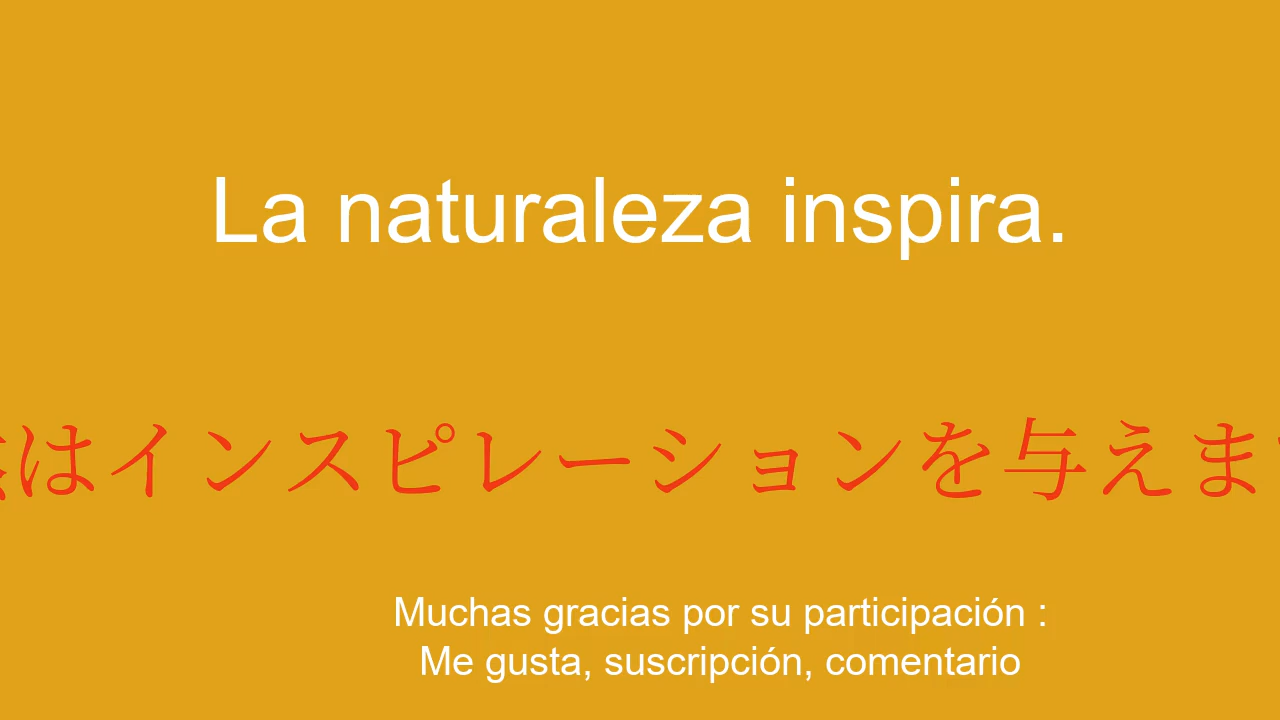 La naturaleza inspira.
はインスピレーションを与えま
Muchas gracias por su participación :
Me gusta, suscripción, comentario